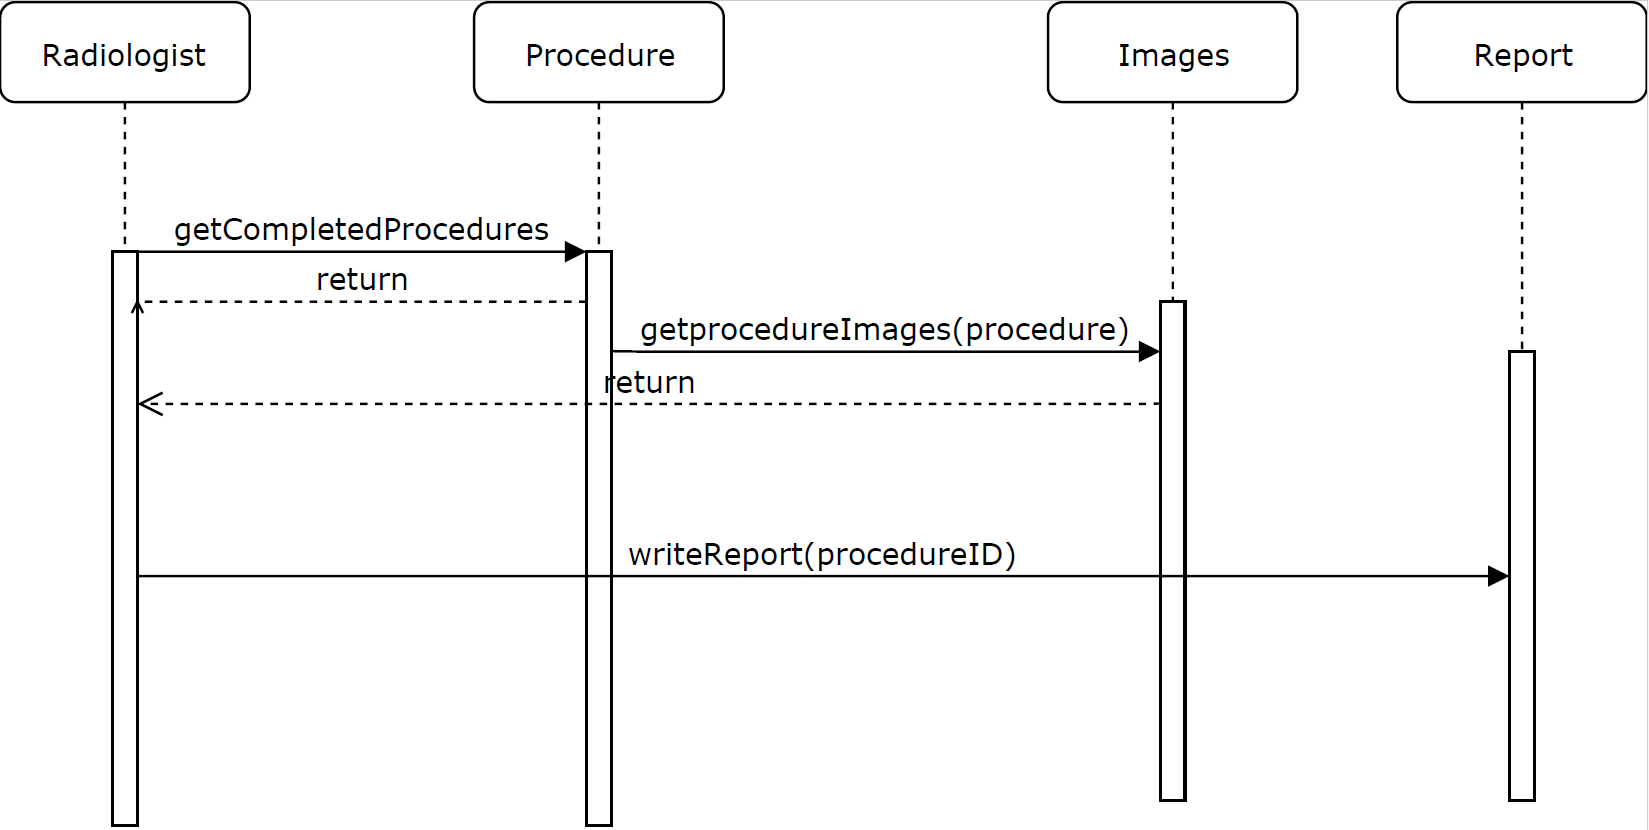 Radiologist
Procedure
Images
Report
getCompletedProcedures
return
getprocedureImages(procedure)
return
writeReport(procedureID)